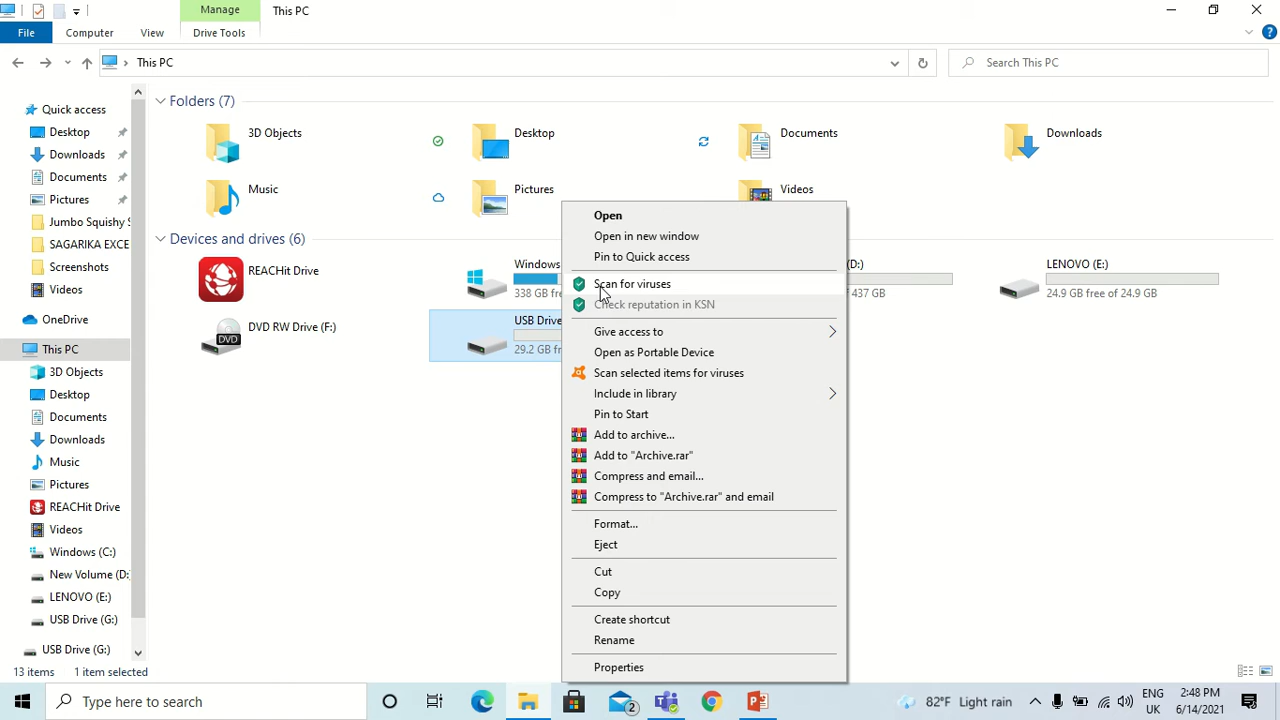 Manage
This PC
File
Computer
View
Drive Tools
This PC
Search This PC
Quick access
Desktop
Downloads
Documents
Pictures
Jumbo Squishy S
SAGARIKA EXCE
Screenshots
Videos
OneDrive
This PC
3D Objects
Desktop
Documents
Downloads
Music
Pictures
REACHit Drive
Videos
Windows (C:)
New Volume (D:
LENOVO (E:)
USB Drive (G:)
USB Drive (G:)
Folders (7)
3D Objects
Desktop
Documents
Downloads
Music
Pictures
Videos
Devices and drives (6)
REACHit Drive
Windows
338 GB fre
(D:)
of 437 GB
LENOVO (E:)
24.9 GB free of 24.9 GB
DVD RW Drive (F:)
DVD
USB Drive
29.2 GB fr
Open
Open in new window
Pin to Quick access
Scan for viruses
Check reputation in KSN
Give access to
Open as Portable Device
Scan selected items for viruses
Include in library
Pin to Start
Add to archive...
Add to "Archive.rar"
Compress and email...
Compress to "Archive.rar" and email
Format...
Eject
Cut
Copy
Create shortcut
Rename
Properties
13 items
1 item selected
Type here to search
2
82°F Light rain
ENG
UK
2:48 PM
6/14/2021